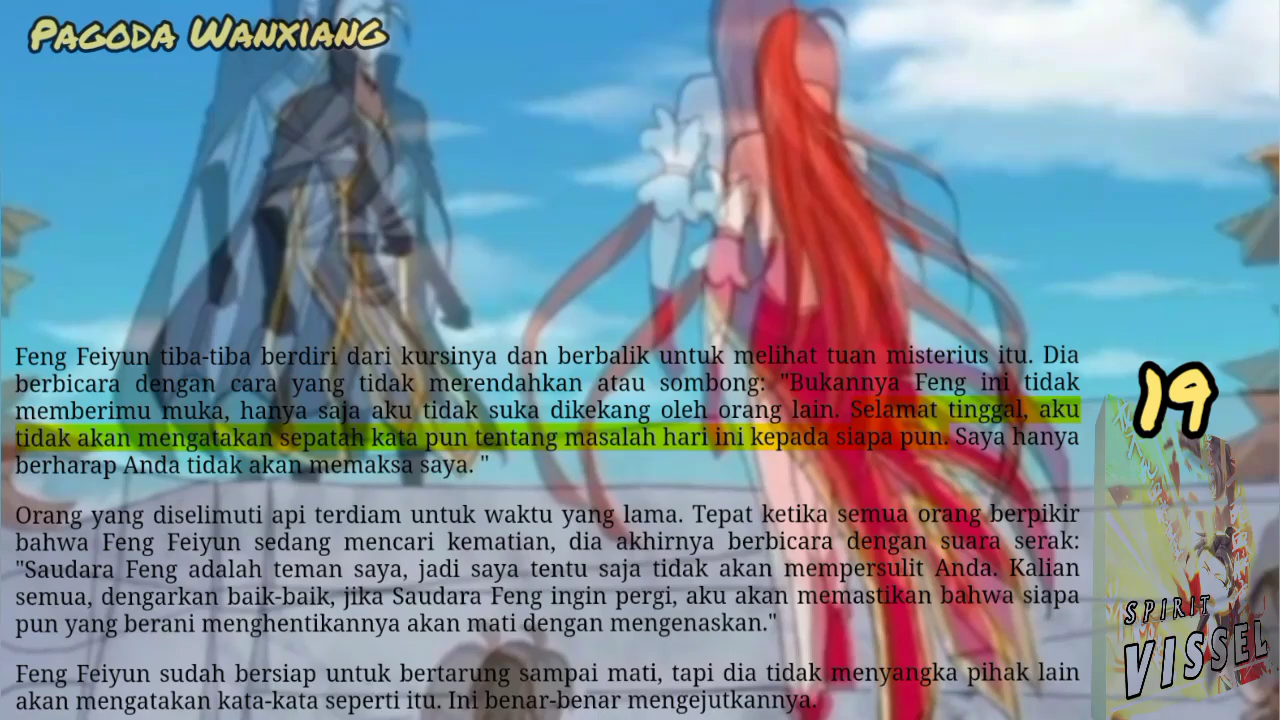 Pagoda Wanxiang
Feng Feiyun tiba-tiba berdiri dari kursinya dan berbalik untuk melihat tuan misterius itu. Dia
berbicara dengan cara yang tidak merendahkan atau sombong: "Bukannya Feng ini tidak
memberimu muka, hanya saja aku tidak suka dikekang oleh orang lain. Selamat tinggal, aku
tidak akan mengatakan sepatah kata pun tentang masalah hari ini kepada siapa pun. Saya hanya
berharap Anda tidak akan memaksa saya. "
Orang yang diselimuti api terdiam untuk waktu yang lama. Tepat ketika semua orang berpikir
bahwa Feng Feiyun sedang mencari kematian, dia akhirnya berbicara dengan suara serak:
"Saudara Feng adalah teman saya, jadi saya tentu saja tidak akan mempersulit Anda. Kalian
semua, dengarkan baik-baik, jika Saudara Feng ingin pergi, aku akan memastikan bahwa siapa
pun yang berani menghentikannya akan mati dengan mengenaskan."
Feng Feiyun sudah bersiap untuk bertarung sampai mati, tapi dia tidak menyangka pihak lain
akan mengatakan kata-kata seperti itu. Ini benar-benar mengejutkannya.
19
SPIRIT
VISSEL